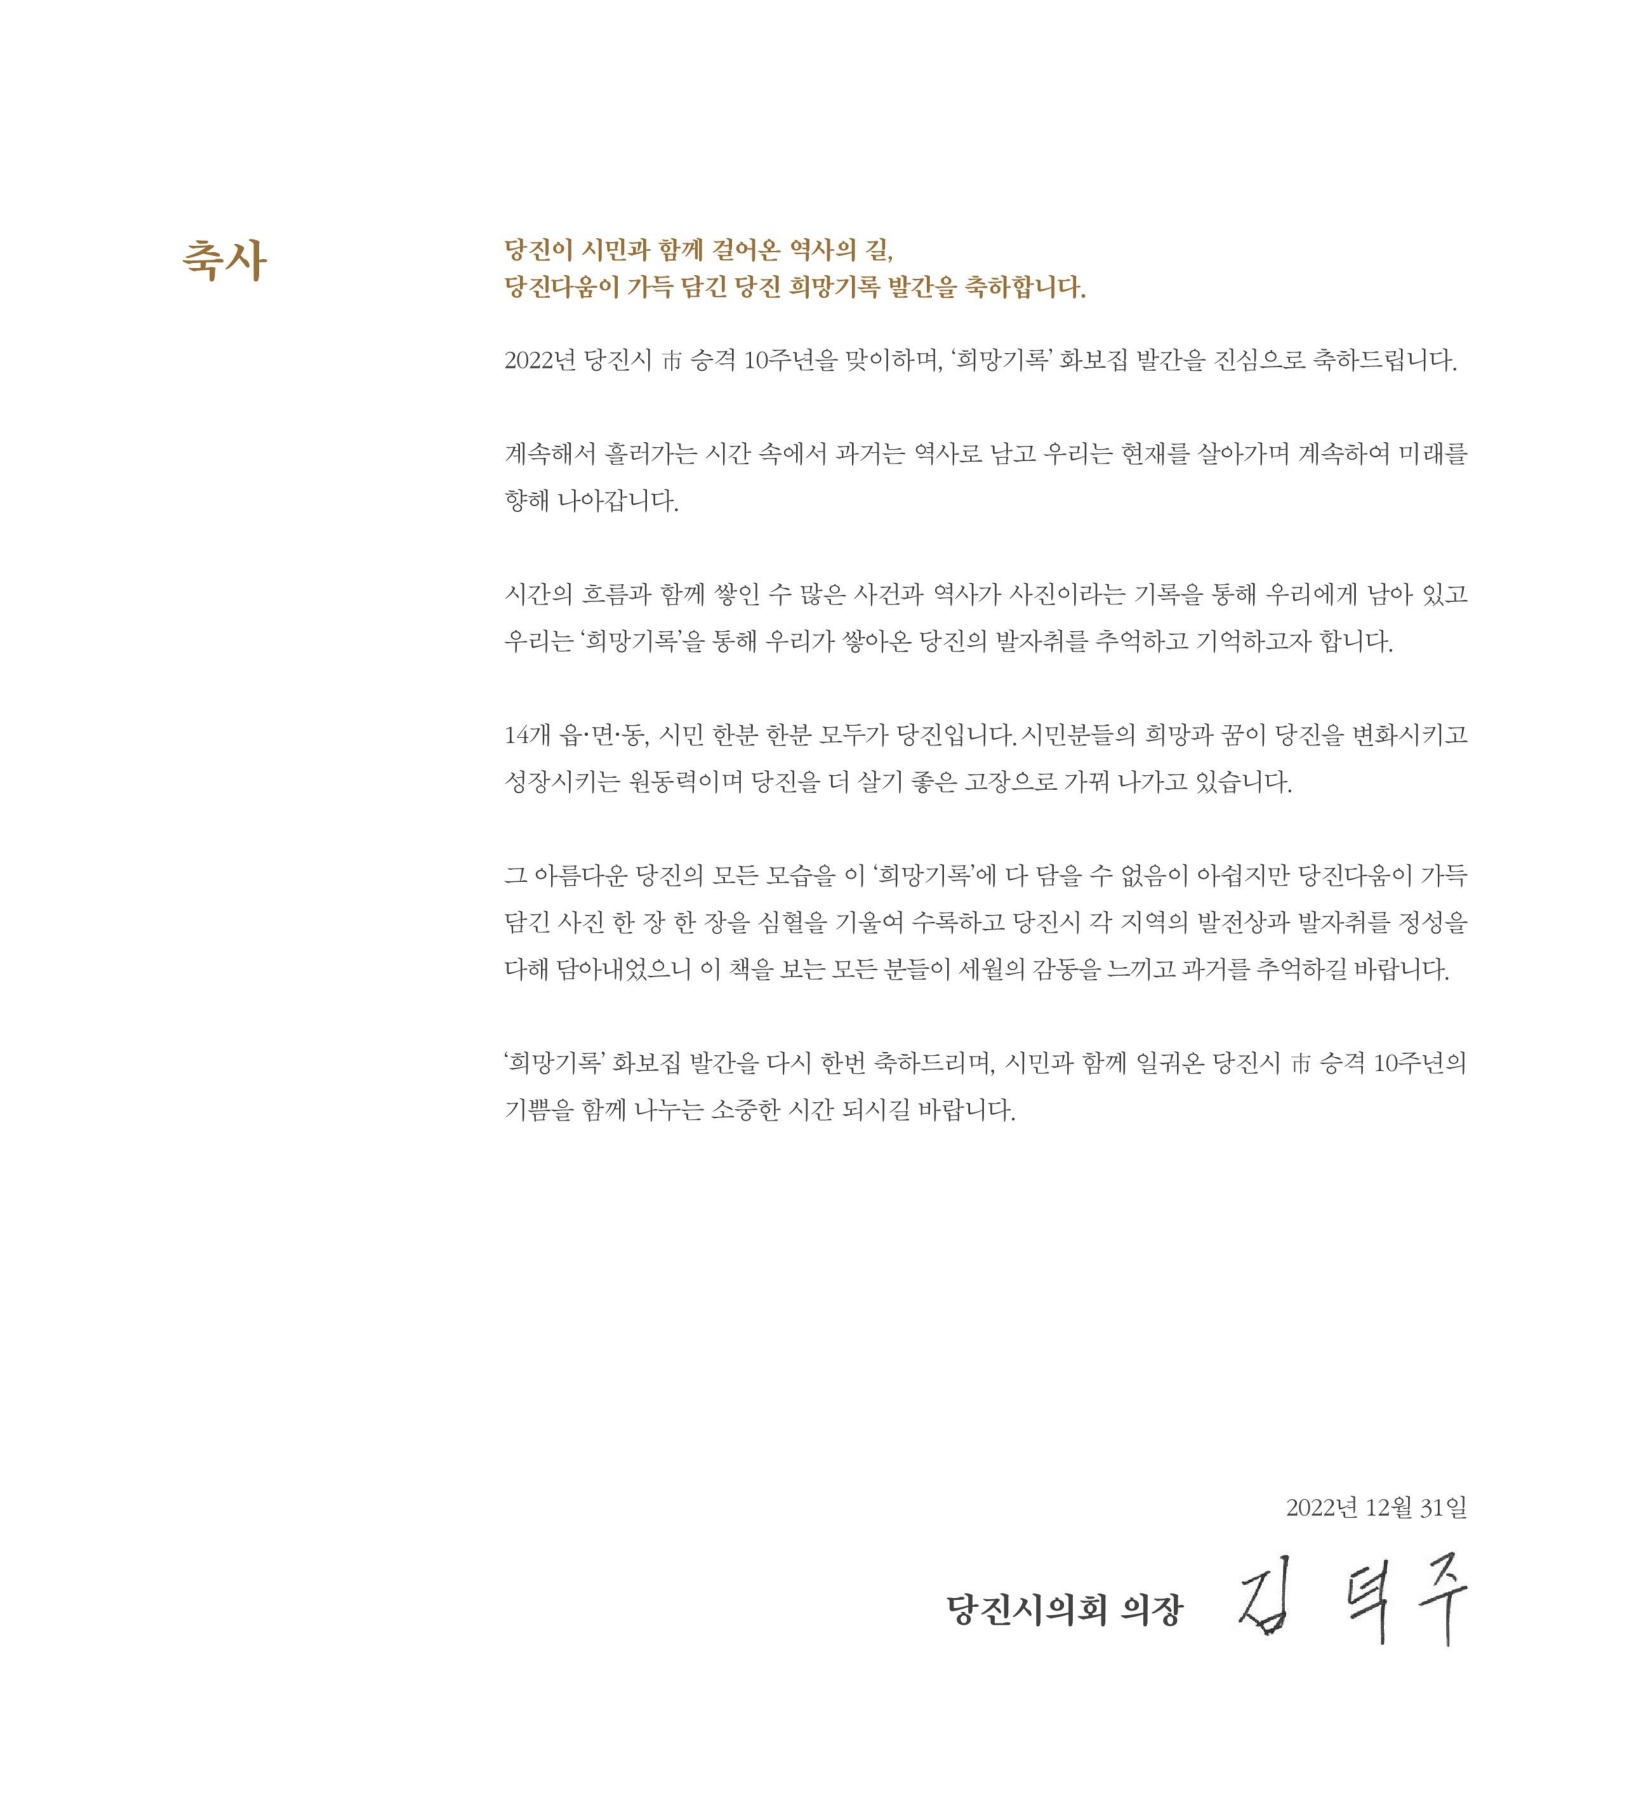 축사
당진이 시민과 함께 걸어온 역사의 길,
당진다움이 가득 담긴 당진 희망기록 발간을 축하합니다.
2022년 당진시 市 승격 10주년을 맞이하며, ‘희망기록’ 화보집 발간을 진심으로 축하드립니다.
계속해서 흘러가는 시간 속에서 과거는 역사로 남고 우리는 현재를 살아가며 계속하여 미래를
향해 나아갑니다.
시간의 흐름과 함께 쌓인 수 많은 사건과 역사가 사진이라는 기록을 통해 우리에게 남아 있고
우리는 ‘희망기록’을 통해 우리가 쌓아온 당진의 발자취를 추억하고 기억하고자 합니다.
14개 읍·면·동, 시민 한분 한분 모두가 당진입니다. 시민분들의 희망과 꿈이 당진을 변화시키고
성장시키는 원동력이며 당진을 더 살기 좋은 고장으로 가꿔 나가고 있습니다.
그 아름다운 당진의 모든 모습을 이 ‘희망기록’에 다 담을 수 없음이 아쉽지만 당진다움이 가득
담긴 사진 한 장 한 장을 심혈을 기울여 수록하고 당진시 각 지역의 발전상과 발자취를 정성을
다해 담아내었으니 이 책을 보는 모든 분들이 세월의 감동을 느끼고 과거를 추억하길 바랍니다.
‘희망기록’ 화보집 발간을 다시 한번 축하드리며, 시민과 함께 일궈온 당진시 市 승격 10주년의
기쁨을 함께 나누는 소중한 시간 되시길 바랍니다.
2022년 12월 31일
당진시의회 의장 김 덕 주